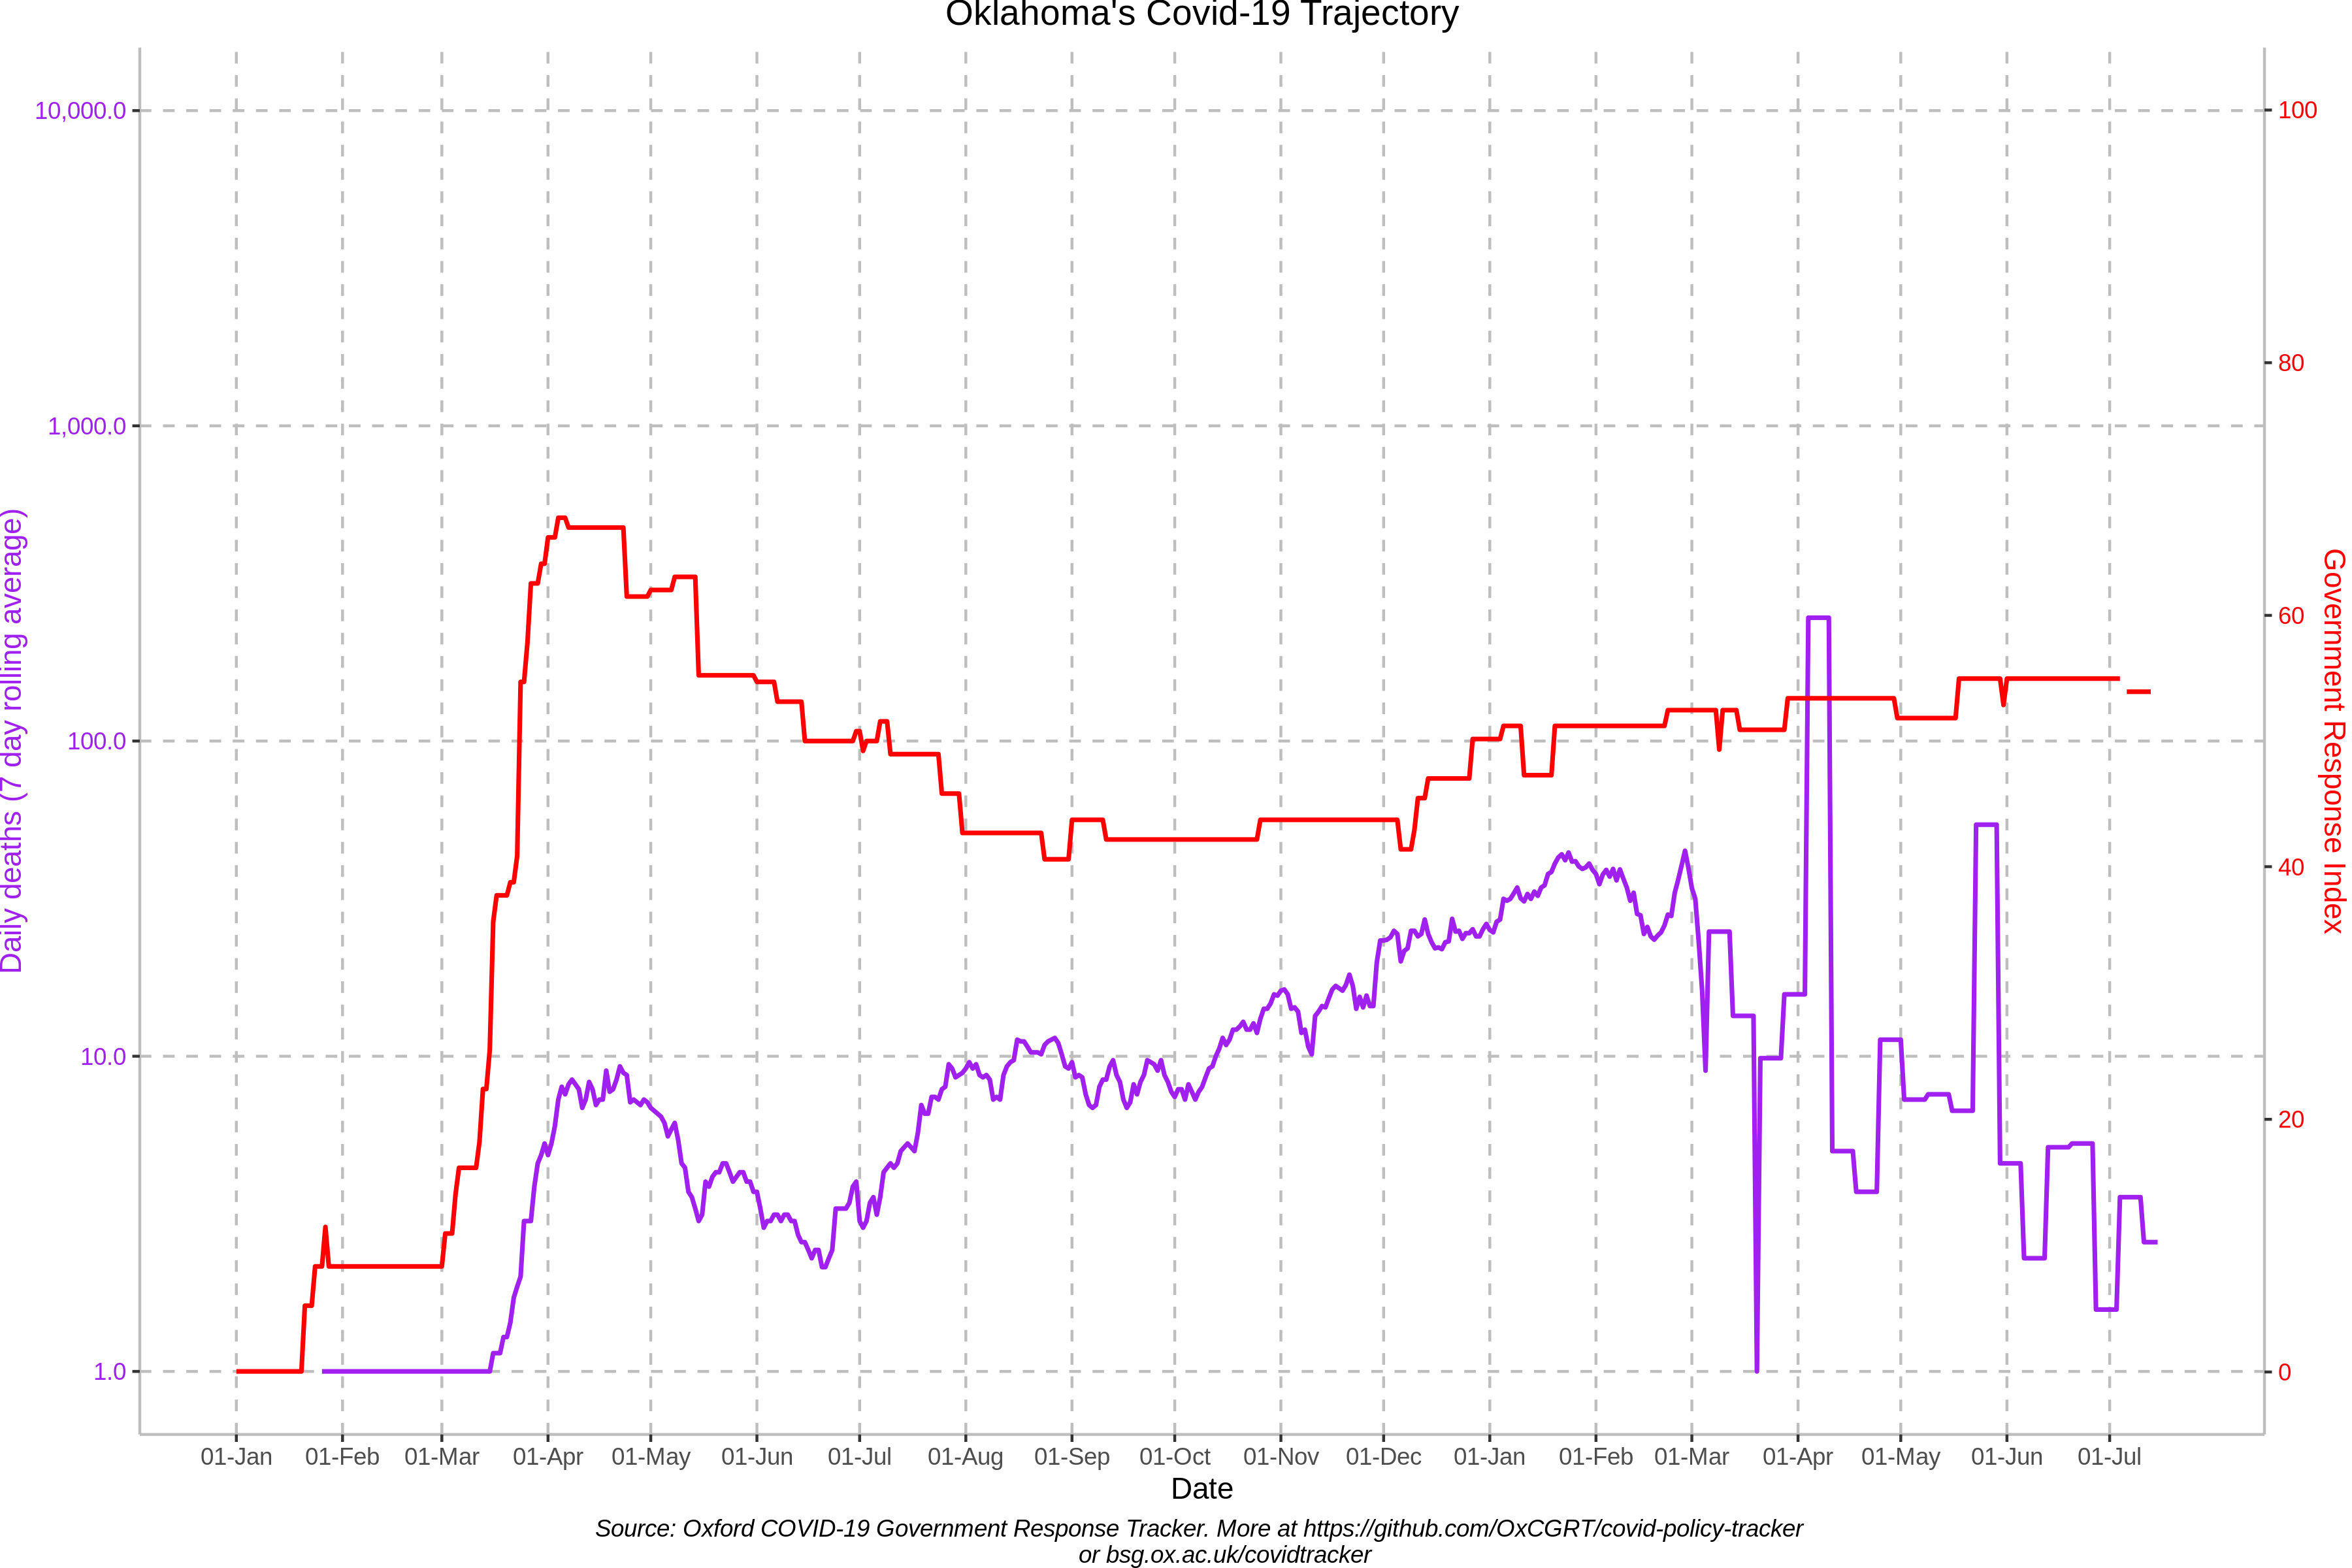 Oklahoma's Covid-19 Trajectory
10,000.0
1,000.0
100.0
10.0
1.0
Daily deaths (7 day rolling average)
100
80
60
40
20
0
Government Response Index
01-Jan 01-Feb 01-Mar 01-Apr 01-May 01-Jun 01-Jul 01-Aug 01-Sep 01-Oct 01-Nov 01-Dec 01-Jan 01-Feb 01-Mar 01-Apr 01-May 01-Jun 01-Jul
Date
Source: Oxford COVID-19 Government Response Tracker. More at https://github.com/OxCGRT/covid-policy-tracker
or bsg.ox.ac.uk/covidtracker